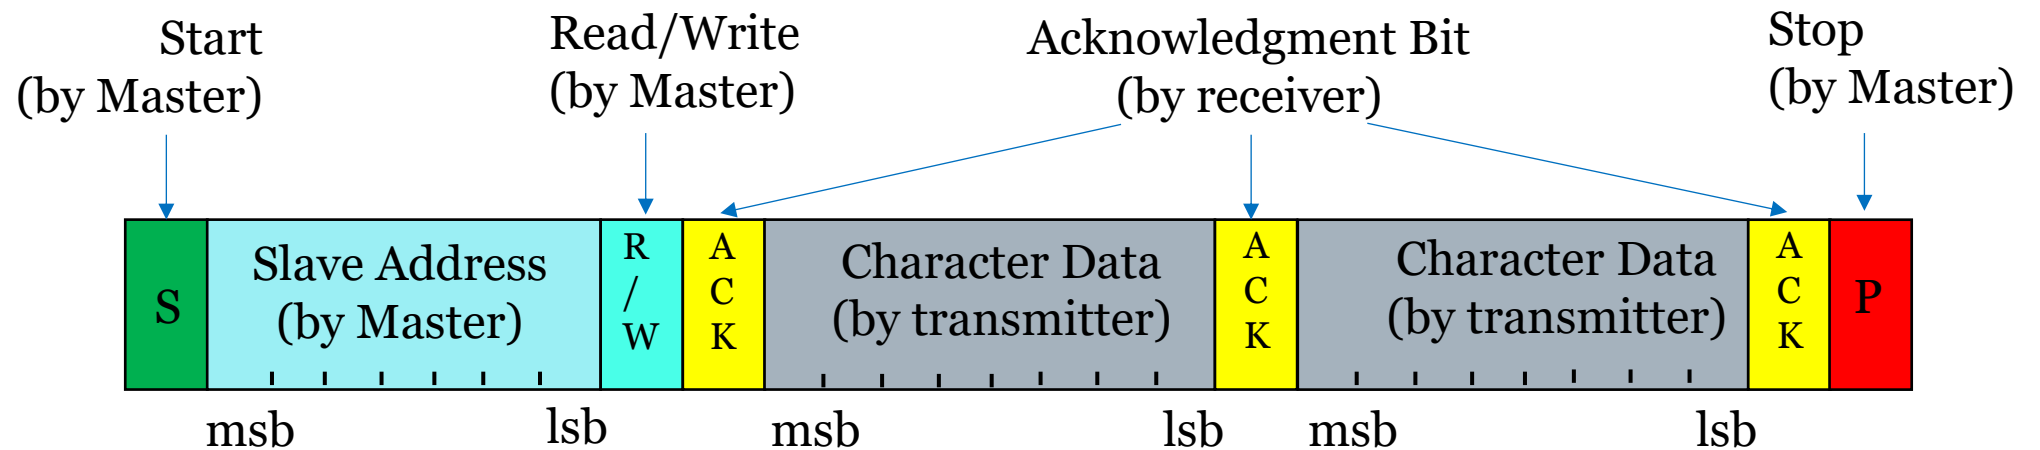 Start
(by Master)
Read/Write
(by Master)
Acknowledgment Bit
(by receiver)
Stop
(by Master)
S
Slave Address
(by Master)
R
/
W
A
C
K
Character Data
(by transmitter)
A
C
K
Character Data
(by transmitter)
A
C
K
P
msb
lsb
msb
lsb
msb
lsb